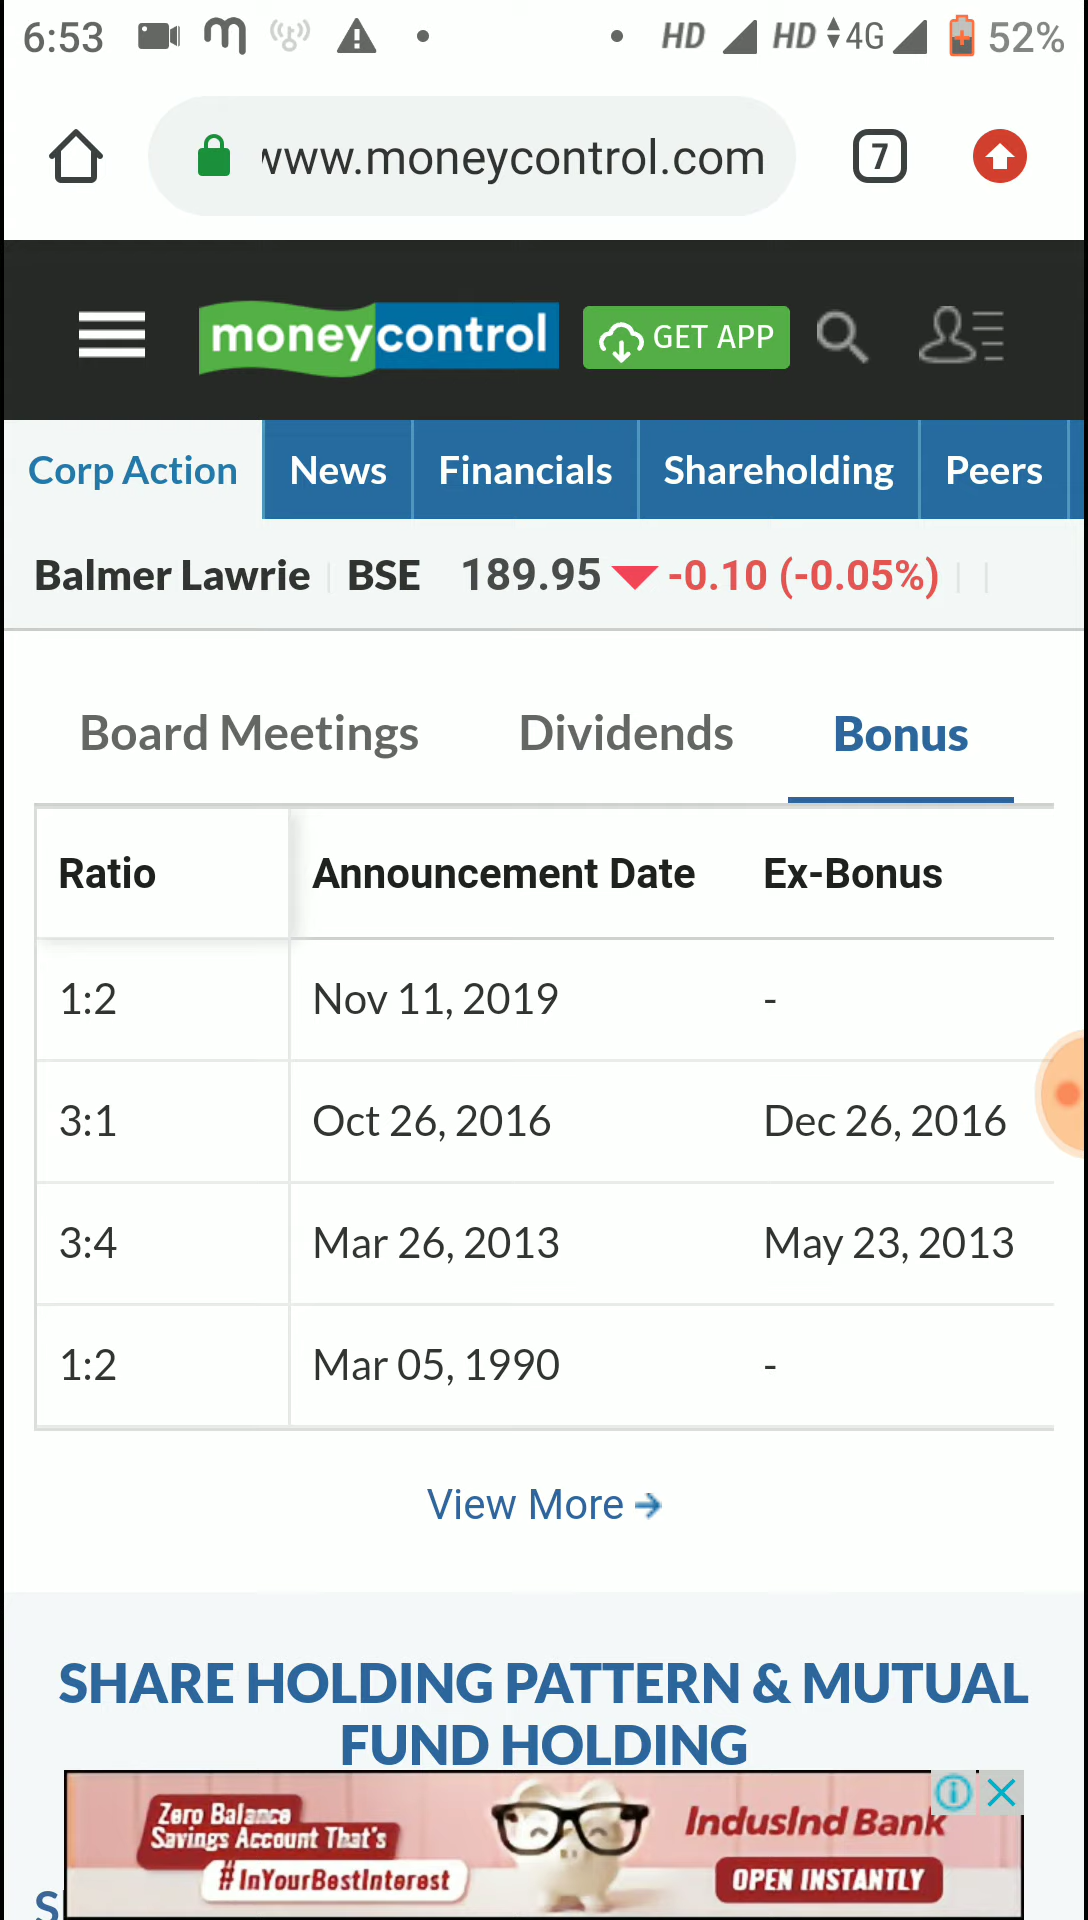 6:53 HD HD 4G 52%
www.moneycontrol.com 7
moneycontrol GET APP
Corp Action News Financials Shareholding Peers
Balmer Lawrie BSE 189.95 -0.10 (-0.05%)
Board Meetings Dividends Bonus
Ratio Announcement Date Ex-Bonus
1:2 Nov 11, 2019 -
3:1 Oct 26, 2016 Dec 26, 2016
3:4 Mar 26, 2013 May 23, 2013
1:2 Mar 05, 1990 -
View More →
SHARE HOLDING PATTERN & MUTUAL
FUND HOLDING
Zero Balance
Savings Account That's
#InYourBestInterest
IndusInd Bank
OPEN INSTANTLY